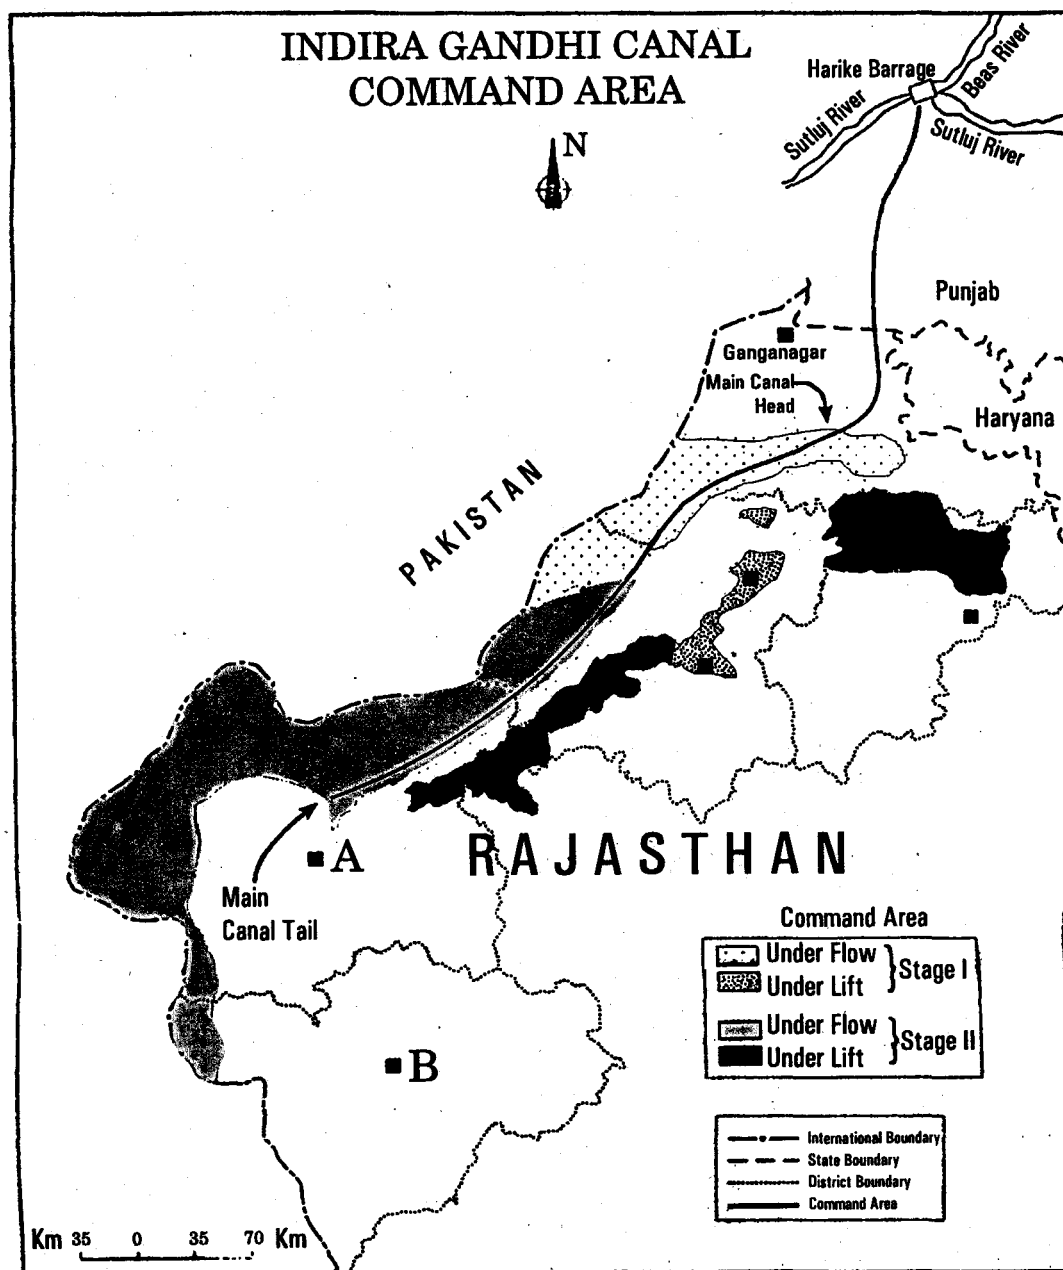 INDIRA GANDHI CANAL
COMMAND AREA
N
Harike Barrage
Beas River
Sutluj River
Sutluj River
Punjab
Ganganagar
Main Canal
Head
Haryana
PAKISTAN
RAJASTHAN
A
Main
Canal Tail
B
Command Area
Under Flow
Under Lift
Stage I
Under Flow
Under Lift
Stage II
International Boundary
State Boundary
District Boundary
Command Area
Km 35 0 35 70 Km